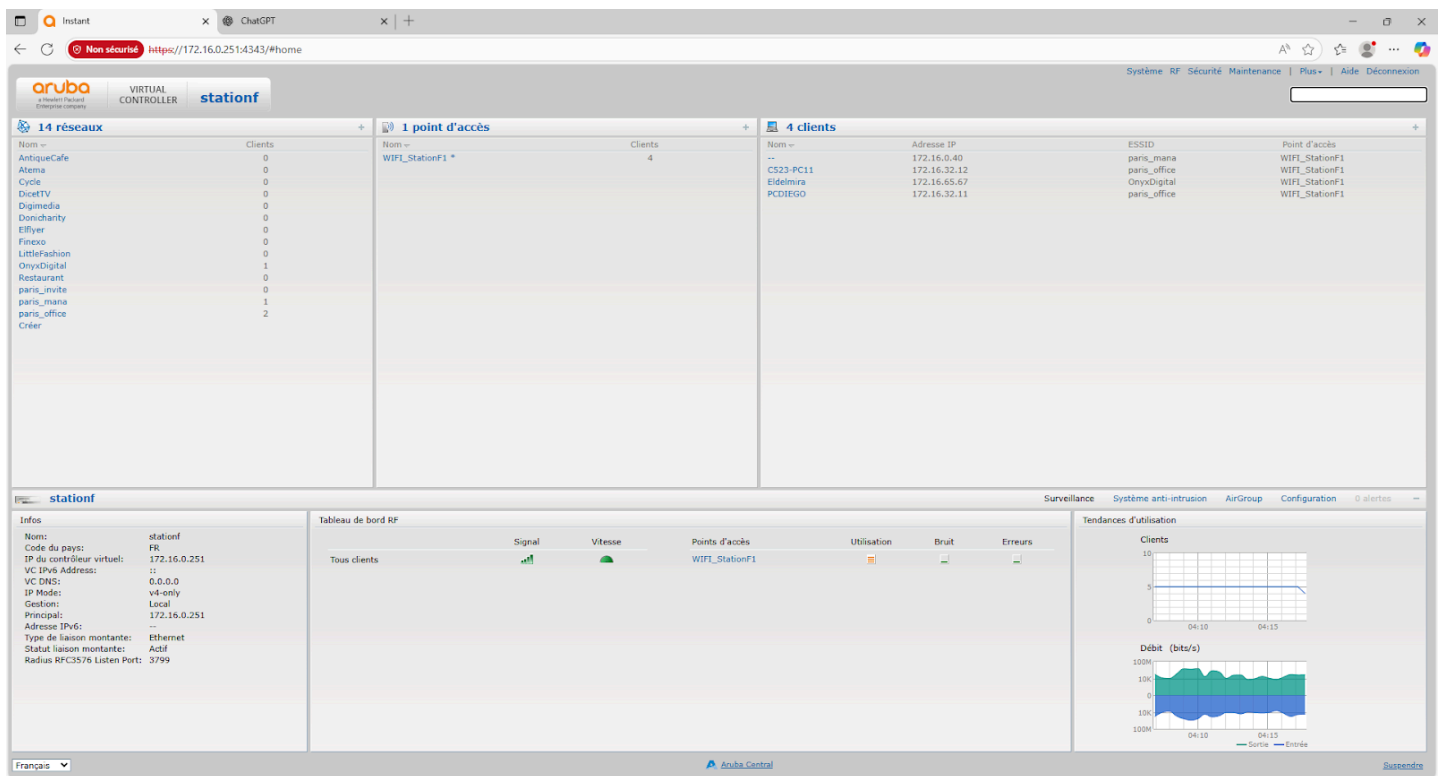 Instant
ChatGPT
Non sécurisé https://172.16.0.251:4343/#home
Système RF Sécurité Maintenance | Plus | Aide Déconnexion
aruba
a Hewlett Packard
Enterprise company
VIRTUAL
CONTROLLER
stationf
14 réseaux +
Nom Clients
AntiqueCafe 0
Atema 0
Cycle 0
DicetTV 0
Digimedia 0
Donicharity 0
Elflyer 0
Finexo 0
LittleFashion 0
OnyxDigital 1
Restaurant 0
paris_invite 0
paris_mana 1
paris_office 2
Créer
1 point d'accès +
Nom Clients
WIFI_StationF1 * 4
4 clients +
Nom Adresse IP ESSID Point d'accès
-- 172.16.0.40 paris_mana WIFI_StationF1
C523-PC11 172.16.32.12 paris_office WIFI_StationF1
Eldelmira 172.16.65.67 OnyxDigital WIFI_StationF1
PCDIEGO 172.16.32.11 paris_office WIFI_StationF1
stationf
Surveillance Système anti-intrusion AirGroup Configuration 0 alertes
Infos
Nom: stationf
Code du pays: FR
IP du contrôleur virtuel: 172.16.0.251
VC IPv6 Address: ::
VC DNS: 0.0.0.0
IP Mode: v4-only
Gestion: Local
Principal: 172.16.0.251
Adresse IPv6: --
Type de liaison montante: Ethernet
Statut liaison montante: Actif
Radius RFC3576 Listen Port: 3799
Tableau de bord RF
Signal Vitesse Points d'accès Utilisation Bruit Erreurs
Tous clients WIFI_StationF1
Tendances d'utilisation
Clients
10
5
0
04:10 04:15
Débit (bits/s)
100M
10K
0
10K
100M
04:10 04:15
Sortie Entrée
Français
Aruba Central
Suspendre